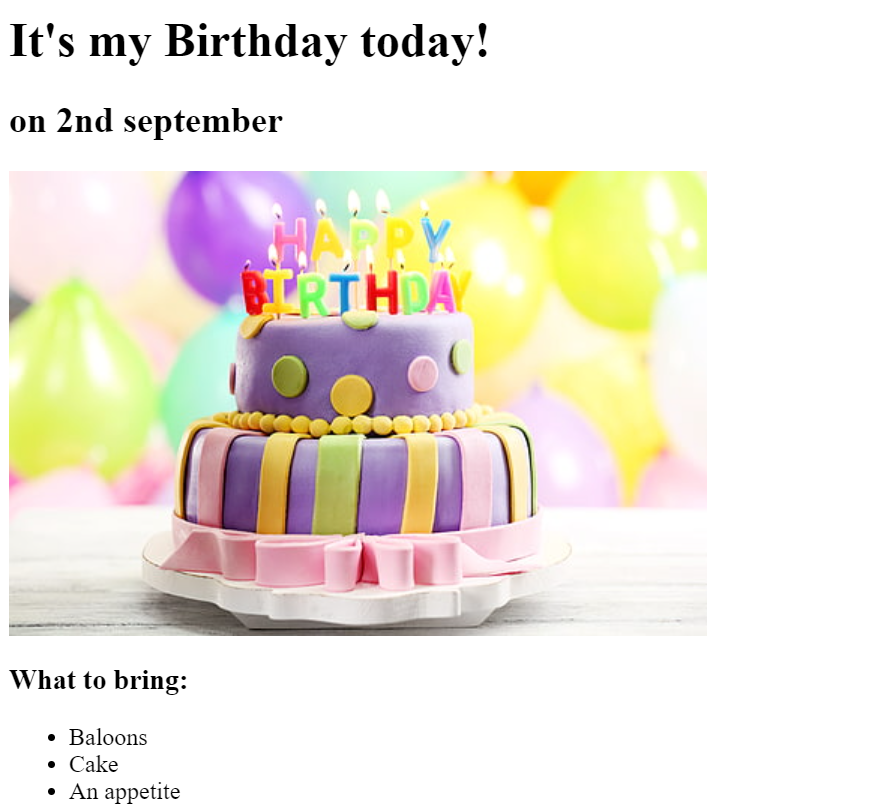 It's my Birthday today!
on 2nd september
HAPPY
BIRTHDAY
What to bring:
Baloons
Cake
An appetite